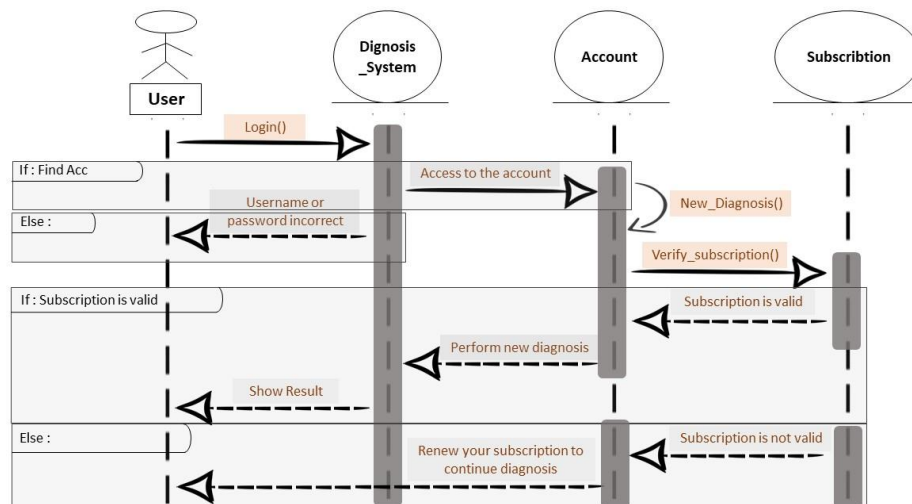 Dignosis
_System
Account
Subscribtion
User
Login()
If : Find Acc
Access to the account
Username or
password incorrect
New_Diagnosis()
Else :
Verify_subscription()
If : Subscription is valid
Subscription is valid
Perform new diagnosis
Show Result
Else :
Subscription is not valid
Renew your subscription to
continue diagnosis